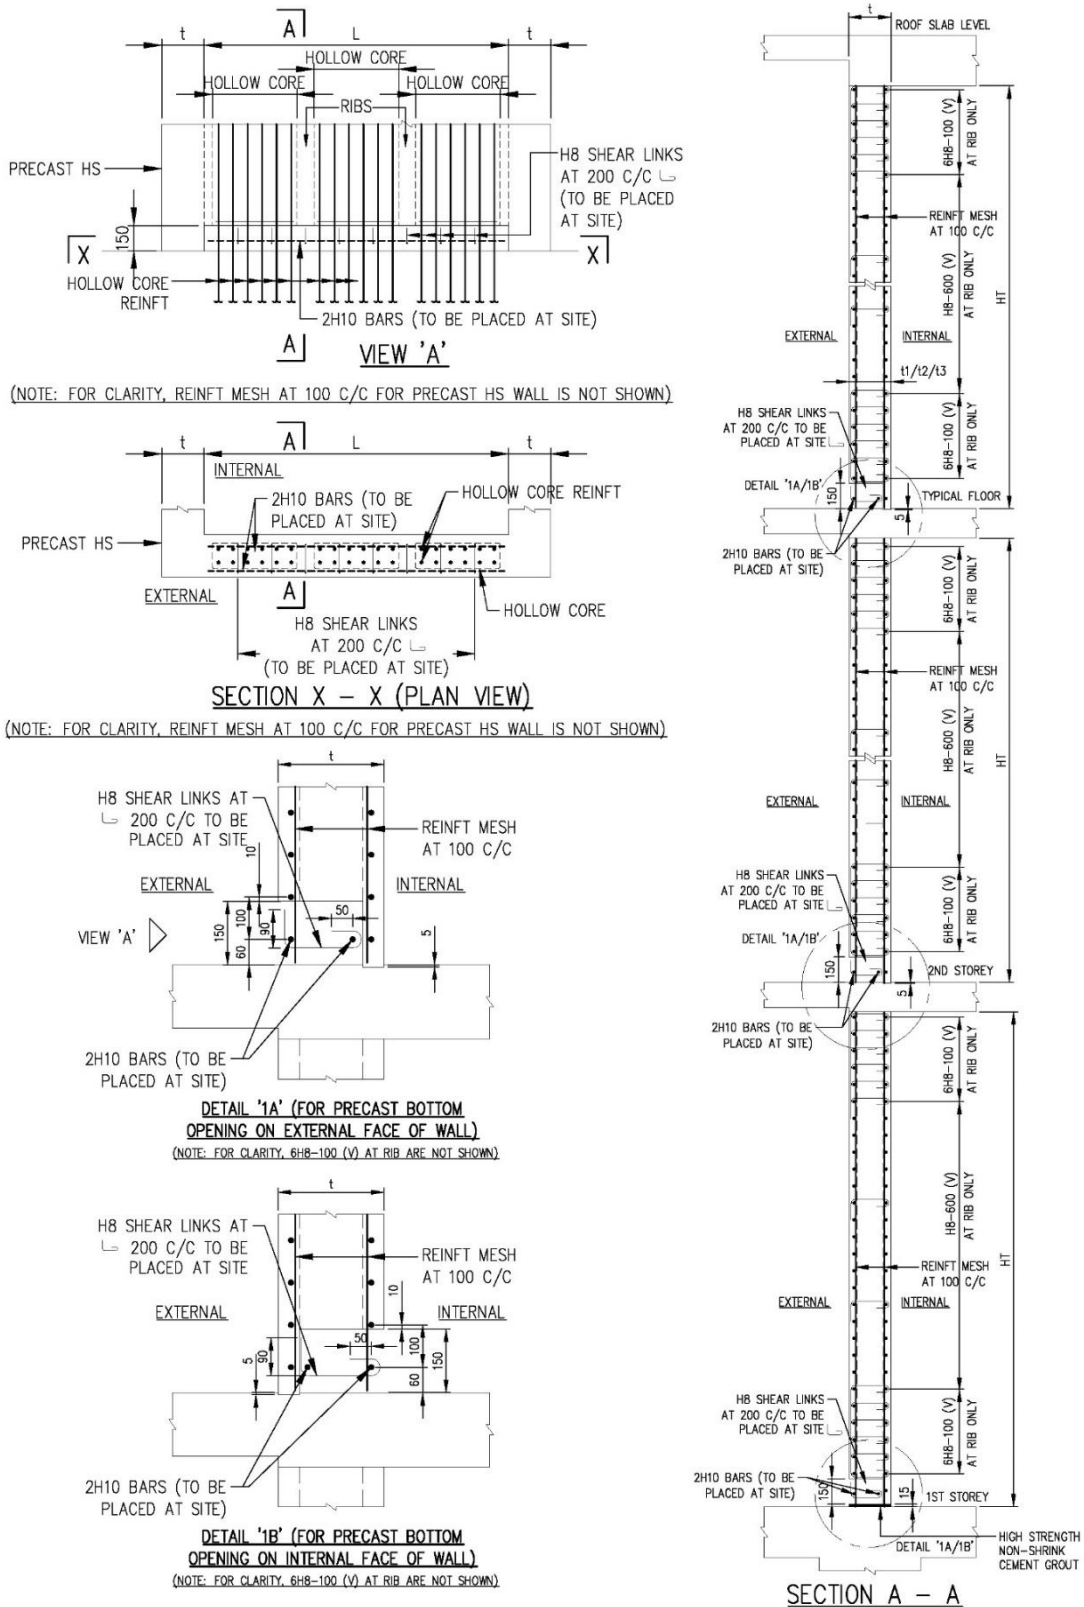 A
t
L
t
HOLLOW CORE
HOLLOW CORE
HOLLOW CORE
RIBS
PRECAST HS
H8 SHEAR LINKS
AT 200 C/C
(TO BE PLACED
AT SITE)
150
X
X
HOLLOW CORE
REINFT
2H10 BARS (TO BE PLACED AT SITE)
A
VIEW 'A'
(NOTE: FOR CLARITY, REINFT MESH AT 100 C/C FOR PRECAST HS WALL IS NOT SHOWN)
A
t
L
t
INTERNAL
2H10 BARS (TO BE
PLACED AT SITE)
HOLLOW CORE REINFT
PRECAST HS
EXTERNAL
A
HOLLOW CORE
H8 SHEAR LINKS
AT 200 C/C
(TO BE PLACED AT SITE)
SECTION X - X (PLAN VIEW)
(NOTE: FOR CLARITY, REINFT MESH AT 100 C/C FOR PRECAST HS WALL IS NOT SHOWN)
t
H8 SHEAR LINKS AT
200 C/C TO BE
PLACED AT SITE
REINFT MESH
AT 100 C/C
10
EXTERNAL
INTERNAL
VIEW 'A'
150
100
90
60
50
5
2H10 BARS (TO BE
PLACED AT SITE)
DETAIL '1A' (FOR PRECAST BOTTOM
OPENING ON EXTERNAL FACE OF WALL)
(NOTE: FOR CLARITY, 6H8-100 (V) AT RIB ARE NOT SHOWN)
t
H8 SHEAR LINKS AT
200 C/C TO BE
PLACED AT SITE
REINFT MESH
AT 100 C/C
10
EXTERNAL
INTERNAL
5
90
50
100
60
150
2H10 BARS (TO BE
PLACED AT SITE)
DETAIL '1B' (FOR PRECAST BOTTOM
OPENING ON INTERNAL FACE OF WALL)
(NOTE: FOR CLARITY, 6H8-100 (V) AT RIB ARE NOT SHOWN)
t
ROOF SLAB LEVEL
6H8-100 (V)
AT RIB ONLY
REINFT MESH
AT 100 C/C
H8-600 (V)
AT RIB ONLY
HT
EXTERNAL
INTERNAL
t1/t2/t3
H8 SHEAR LINKS
AT 200 C/C TO BE
PLACED AT SITE
6H8-100 (V)
AT RIB ONLY
DETAIL '1A/1B'
150
TYPICAL FLOOR
5
2H10 BARS (TO BE
PLACED AT SITE)
6H8-100 (V)
AT RIB ONLY
REINFT MESH
AT 100 C/C
H8-600 (V)
AT RIB ONLY
HT
EXTERNAL
INTERNAL
H8 SHEAR LINKS
AT 200 C/C TO BE
PLACED AT SITE
6H8-100 (V)
AT RIB ONLY
DETAIL '1A/1B'
150
2ND STOREY
5
2H10 BARS (TO BE
PLACED AT SITE)
6H8-100 (V)
AT RIB ONLY
H8-600 (V)
AT RIB ONLY
HT
REINFT MESH
AT 100 C/C
EXTERNAL
INTERNAL
H8 SHEAR LINKS
AT 200 C/C TO BE
PLACED AT SITE
6H8-100 (V)
AT RIB ONLY
2H10 BARS (TO BE
PLACED AT SITE)
150
15
1ST STOREY
DETAIL '1A/1B'
HIGH STRENGTH
NON-SHRINK
CEMENT GROUT
SECTION A - A